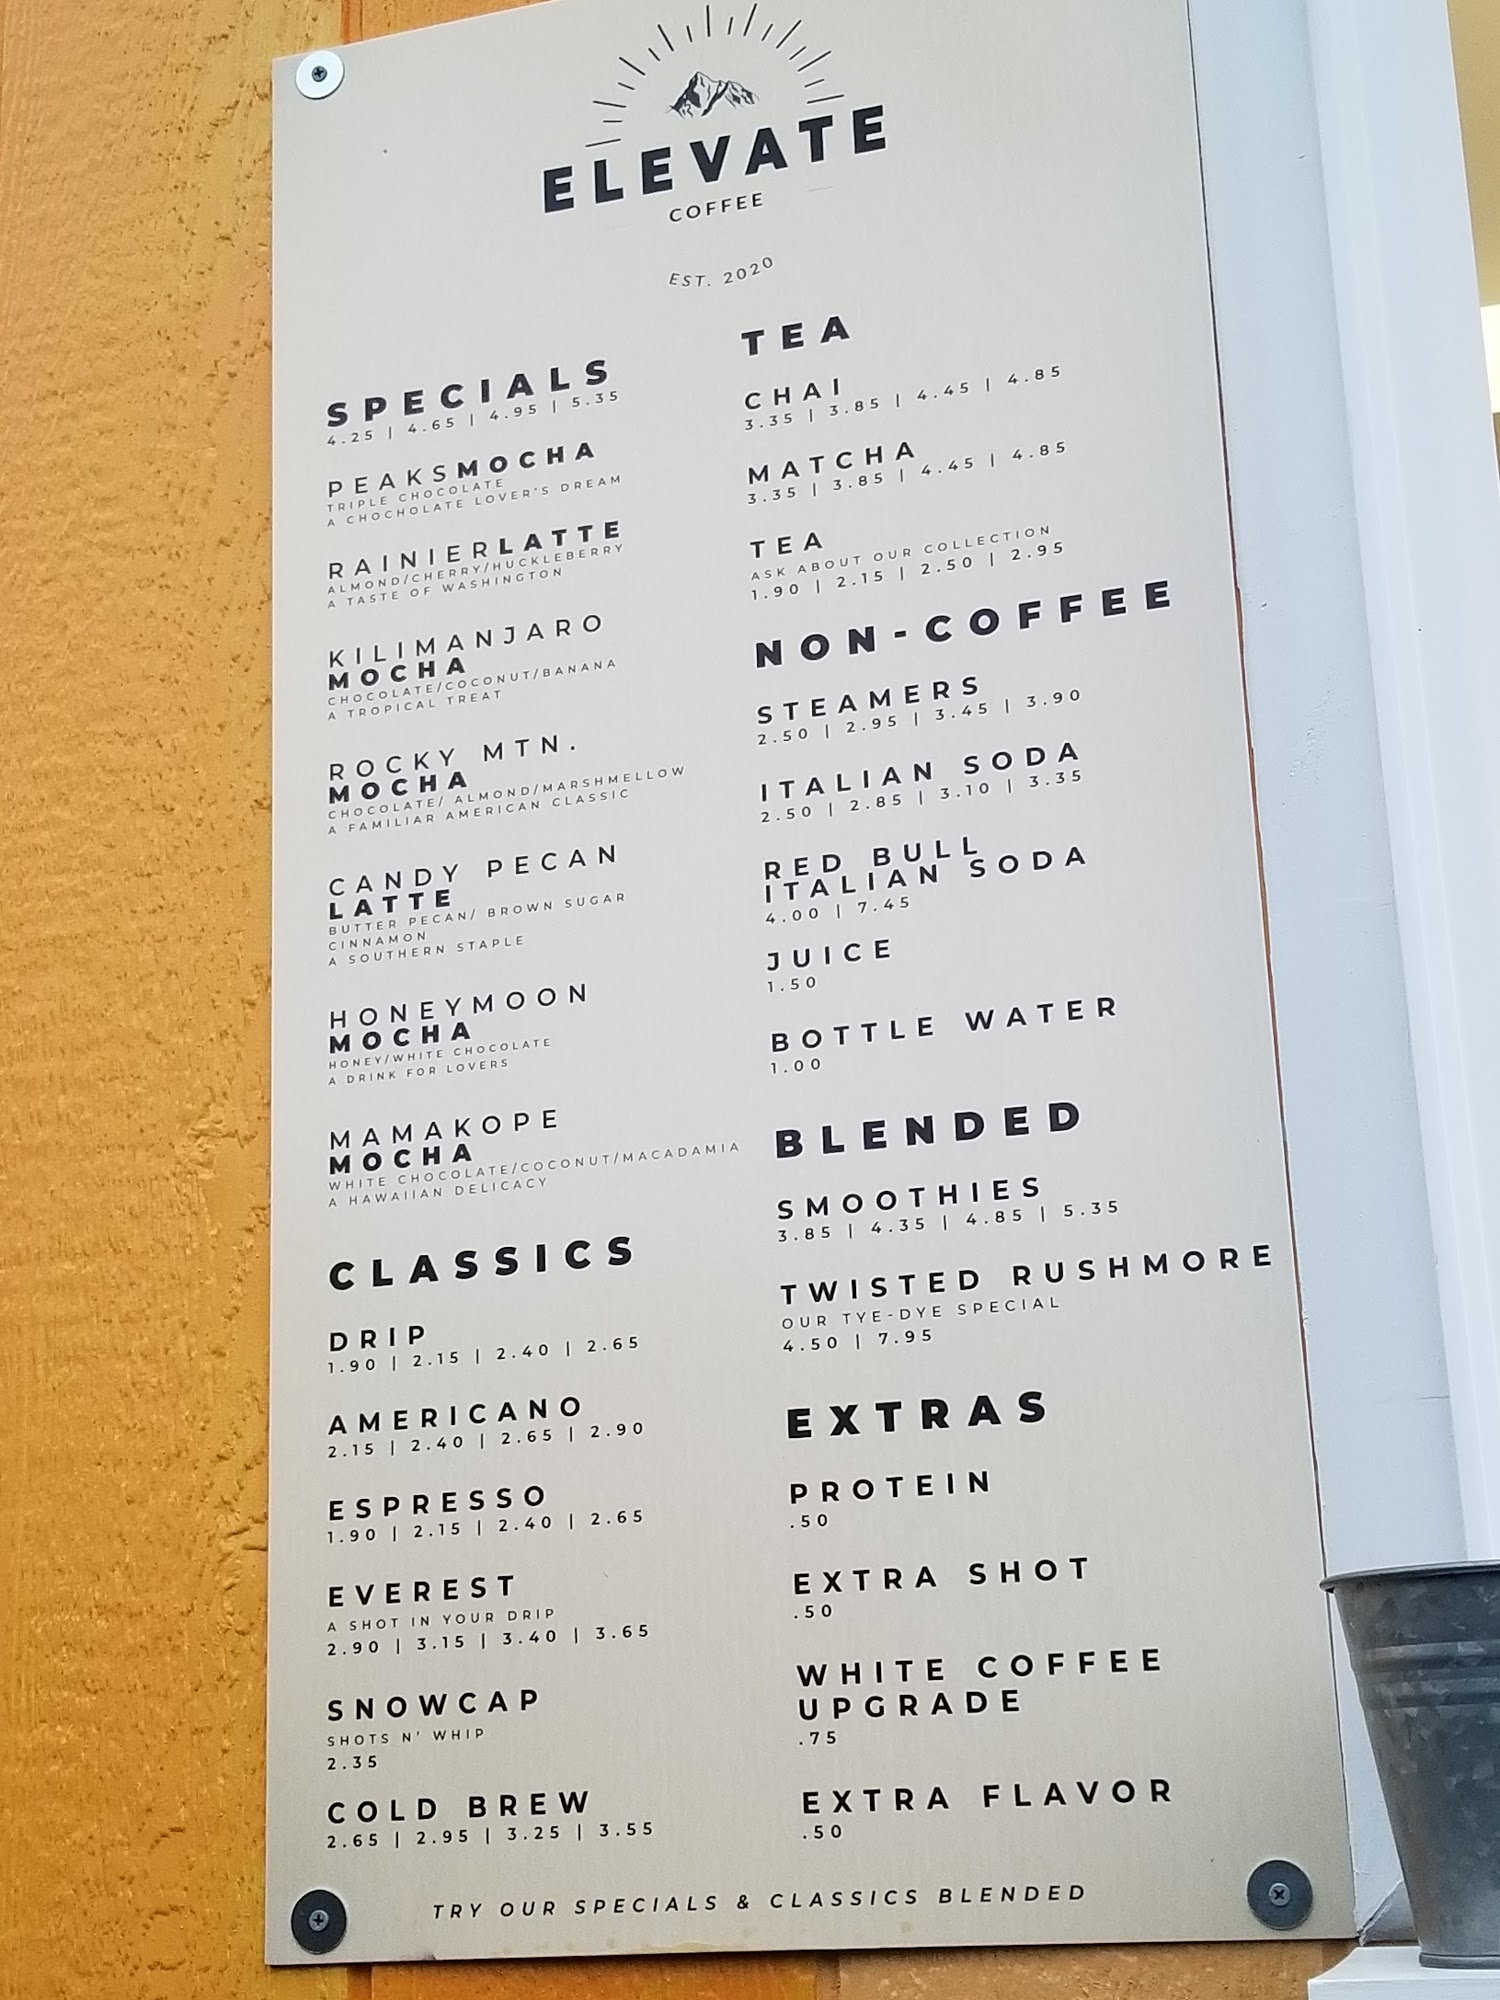 ELEVATE
COFFEE
EST. 2020
SPECIALS
4.25 | 4.65 | 4.95 | 5.35
PEAKSMOCHA
TRIPLE CHOCOLATE
A CHOCHOLATE LOVER'S DREAM
RAINIERLATTE
ALMOND/CHERRY/HUCKLEBERRY
A TASTE OF WASHINGTON
KILIMANJARO
MOCHA
CHOCOLATE/COCONUT/BANANA
A TROPICAL TREAT
ROCKY MTN.
MOCHA
CHOCOLATE/ ALMOND/MARSHMELLOW
A FAMILIAR AMERICAN CLASSIC
CANDY PECAN
LATTE
BUTTER PECAN/ BROWN SUGAR
CINNAMON
A SOUTHERN STAPLE
HONEYMOON
MOCHA
HONEY/WHITE CHOCOLATE
A DRINK FOR LOVERS
MAMAKOPE
MOCHA
WHITE CHOCOLATE/COCONUT/MACADAMIA
A HAWAIIAN DELICACY
CLASSICS
DRIP
1.90 | 2.15 | 2.40 | 2.65
AMERICANO
2.15 | 2.40 | 2.65 | 2.90
ESPRESSO
1.90 | 2.15 | 2.40 | 2.65
EVEREST
A SHOT IN YOUR DRIP
2.90 | 3.15 | 3.40 | 3.65
SNOWCAP
SHOTS N' WHIP
2.35
COLD BREW
2.65 | 2.95 | 3.25 | 3.55
TEA
CHAI
3.35 | 3.85 | 4.45 | 4.85
MATCHA
3.35 | 3.85 | 4.45 | 4.85
TEA
ASK ABOUT OUR COLLECTION
1.90 | 2.15 | 2.50 | 2.95
NON-COFFEE
STEAMERS
2.50 | 2.95 | 3.45 | 3.90
ITALIAN SODA
2.50 | 2.85 | 3.10 | 3.35
RED BULL
ITALIAN SODA
4.00 | 7.45
JUICE
1.50
BOTTLE WATER
1.00
BLENDED
SMOOTHIES
3.85 | 4.35 | 4.85 | 5.35
TWISTED RUSHMORE
OUR TYE-DYE SPECIAL
4.50 | 7.95
EXTRAS
PROTEIN
.50
EXTRA SHOT
.50
WHITE COFFEE
UPGRADE
.75
EXTRA FLAVOR
.50
TRY OUR SPECIALS & CLASSICS BLENDED